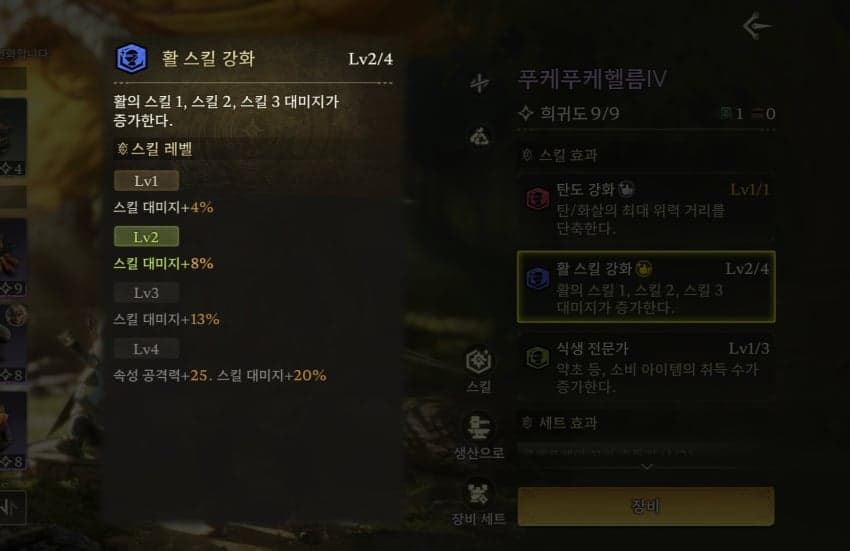 활 스킬 강화 Lv2/4
활의 스킬 1, 스킬 2, 스킬 3 대미지가
증가한다.
스킬 레벨
Lv1
스킬 대미지+4%
Lv2
스킬 대미지+8%
Lv3
스킬 대미지+13%
Lv4
속성 공격력+25. 스킬 대미지+20%
4
9
8
8
푸케푸케헬름IV
희귀도 9/9 1 0
스킬 효과
탄도 강화 Lv1/1
탄/화살의 최대 위력 거리를
단축한다.
활 스킬 강화 Lv2/4
활의 스킬 1, 스킬 2, 스킬 3
대미지가 증가한다.
식생 전문가 Lv1/3
약초 등, 소비 아이템의 취득 수가
증가한다.
세트 효과
스킬
생산으로
장비 세트
장비